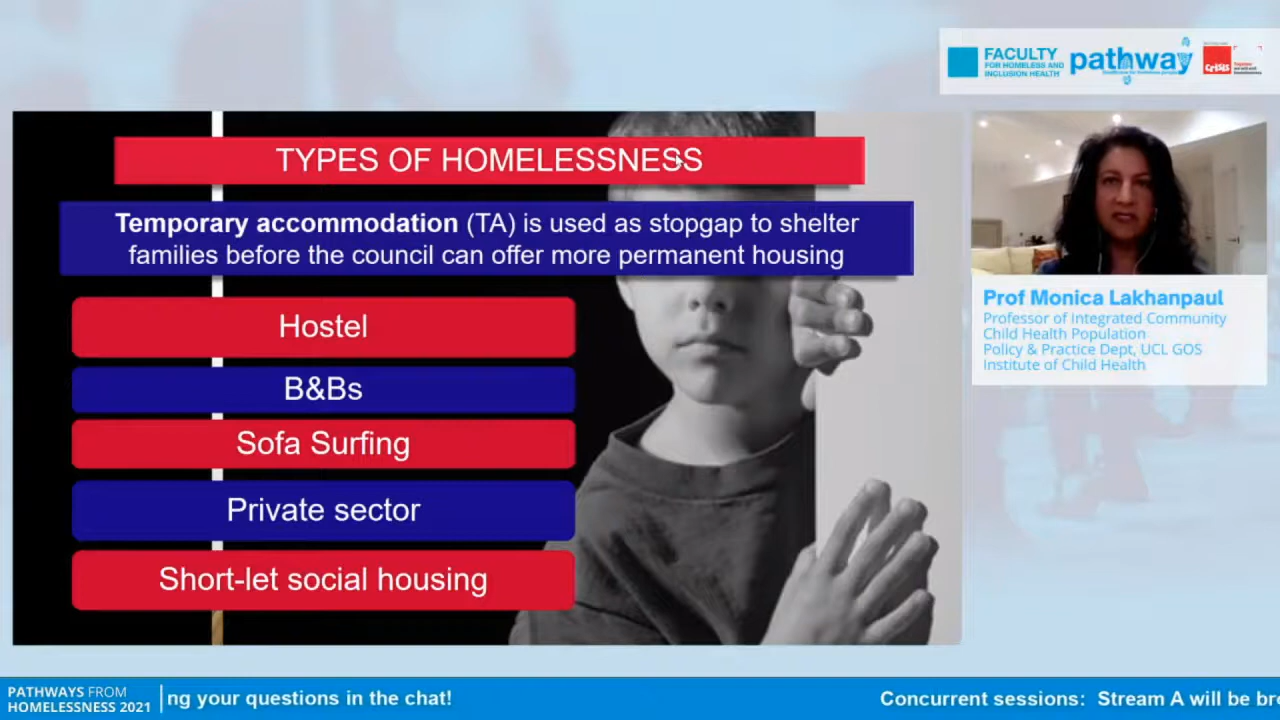 FACULTY
FOR HOMELESS AND
INCLUSION HEALTH
pathway
CRISIS
TYPES OF HOMELESSNESS
Temporary accommodation (TA) is used as stopgap to shelter
families before the council can offer more permanent housing
Hostel
B&Bs
Sofa Surfing
Private sector
Short-let social housing
Prof Monica Lakhanpaul
Professor of Integrated Community
Child Health Population
Policy & Practice Dept, UCL GOS
Institute of Child Health
PATHWAYS FROM
HOMELESSNESS 2021
ng your questions in the chat!
Concurrent sessions: Stream A will be bro